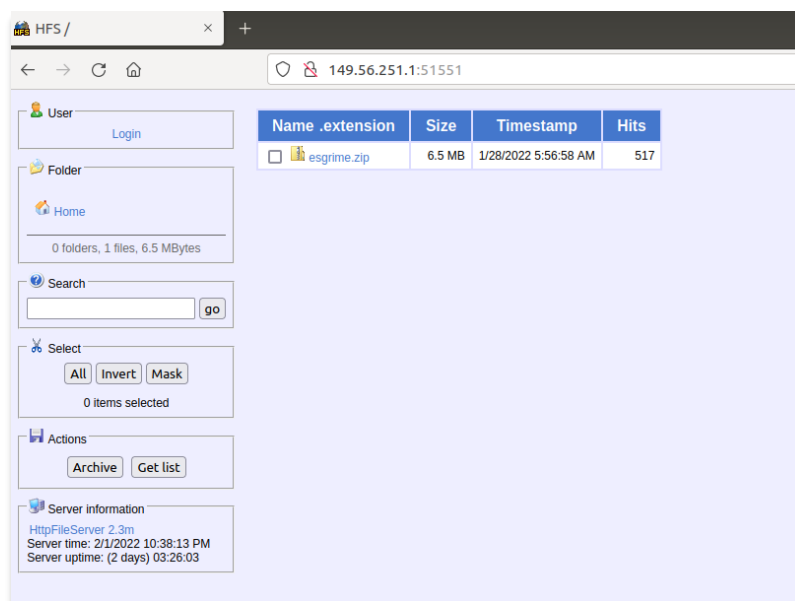 HFS /
149.56.251.1:51551
User
Login
Folder
Home
0 folders, 1 files, 6.5 MBytes
Search
go
Select
All Invert Mask
0 items selected
Actions
Archive Get list
Server information
HttpFileServer 2.3m
Server time: 2/1/2022 10:38:13 PM
Server uptime: (2 days) 03:26:03
Name .extension Size Timestamp Hits
esgrime.zip 6.5 MB 1/28/2022 5:56:58 AM 517